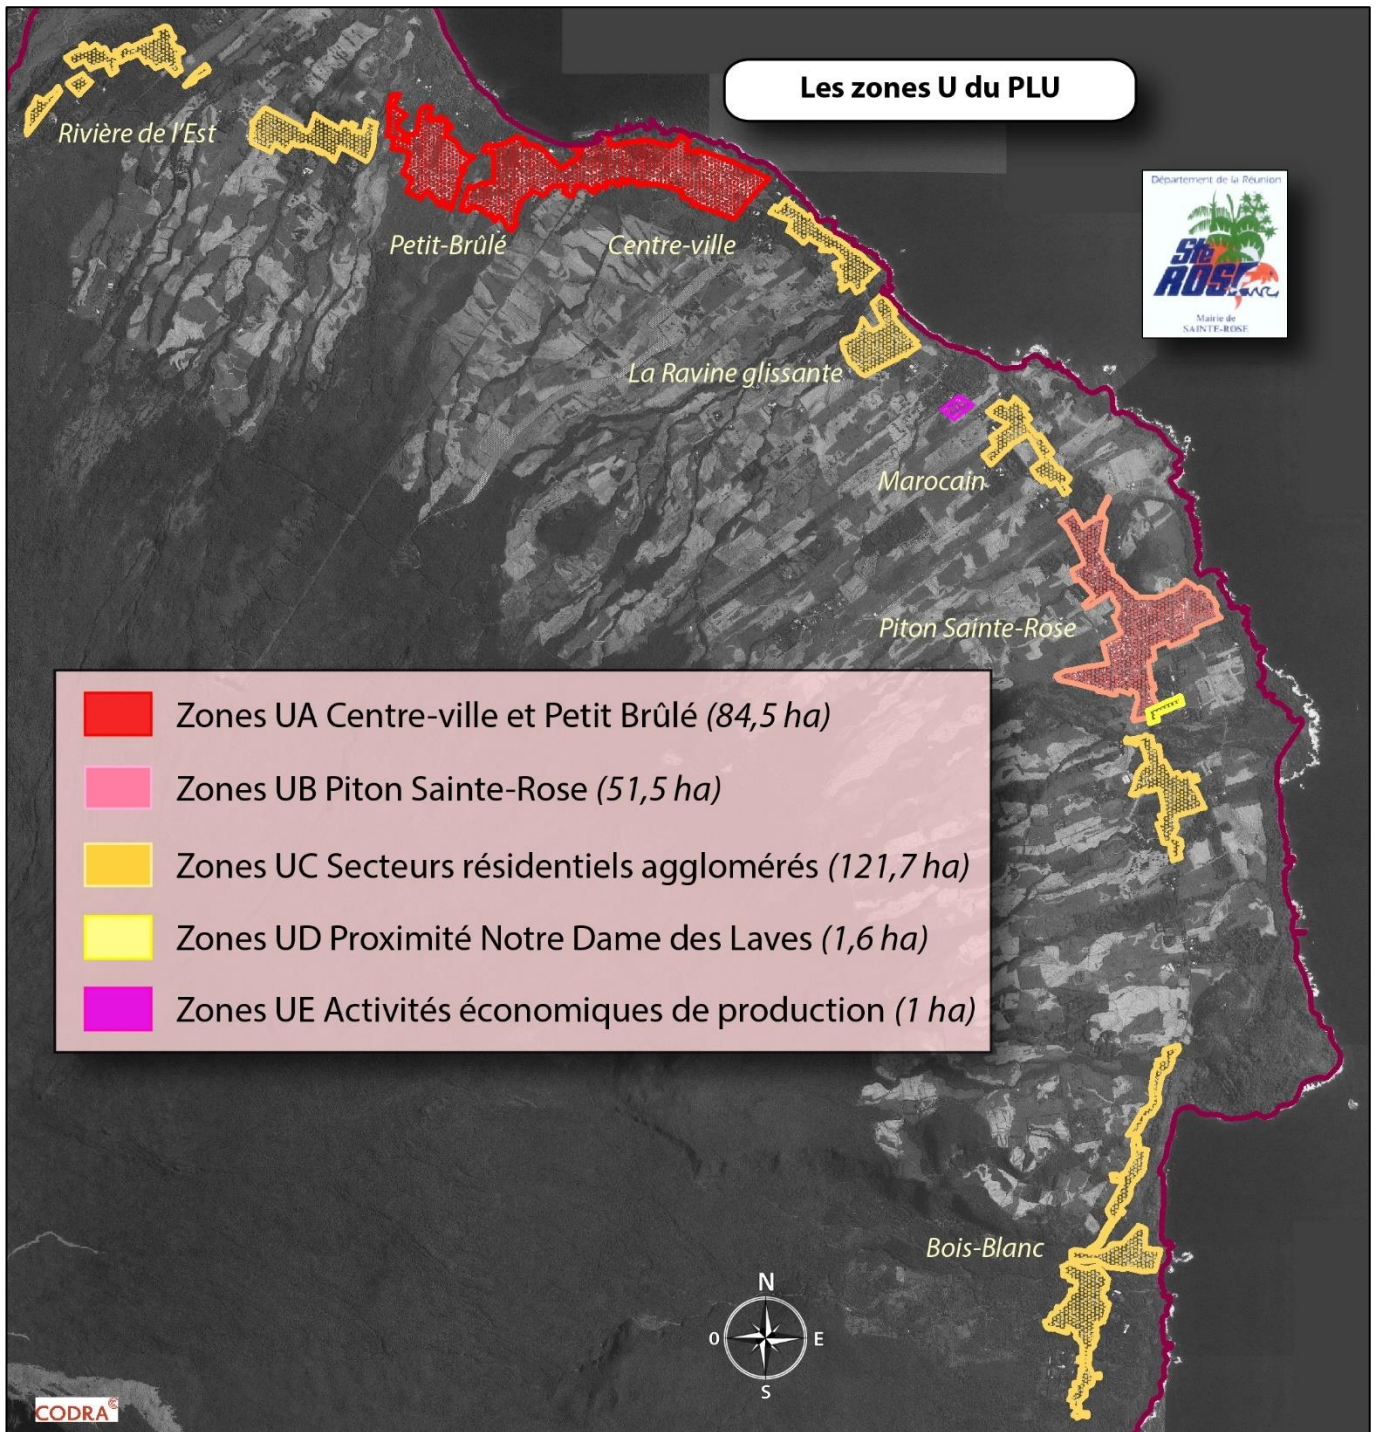 Les zones U du PLU
Rivière de l'Est
Département de la Réunion
Ste
ROSE
Mairie de
SAINTE-ROSE
Petit-Brûlé
Centre-ville
La Ravine glissante
Marocain
Piton Sainte-Rose
Zones UA Centre-ville et Petit Brûlé (84,5 ha)
Zones UB Piton Sainte-Rose (51,5 ha)
Zones UC Secteurs résidentiels agglomérés (121,7 ha)
Zones UD Proximité Notre Dame des Laves (1,6 ha)
Zones UE Activités économiques de production (1 ha)
Bois-Blanc
N
O
E
S
CODRA©